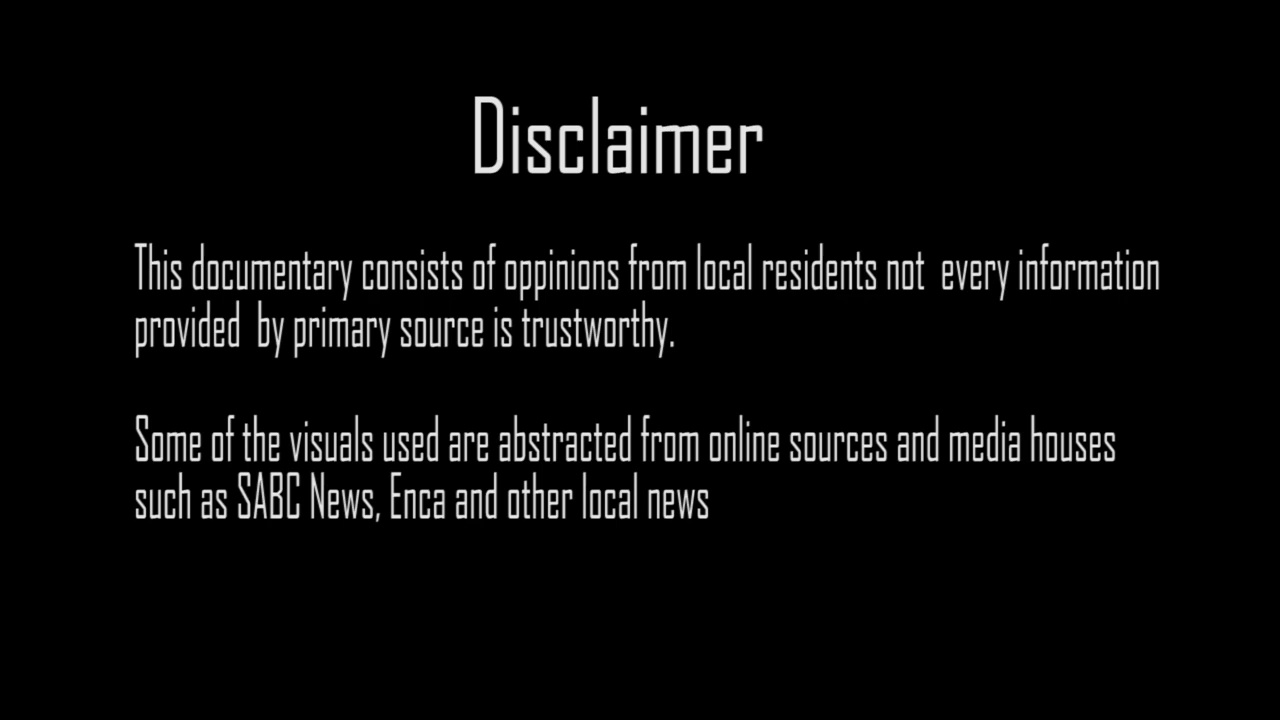 Disclaimer
This documentary consists of oppinions from local residents not every information
provided by primary source is trustworthy.
Some of the visuals used are abstracted from online sources and media houses
such as SABC News, Enca and other local news